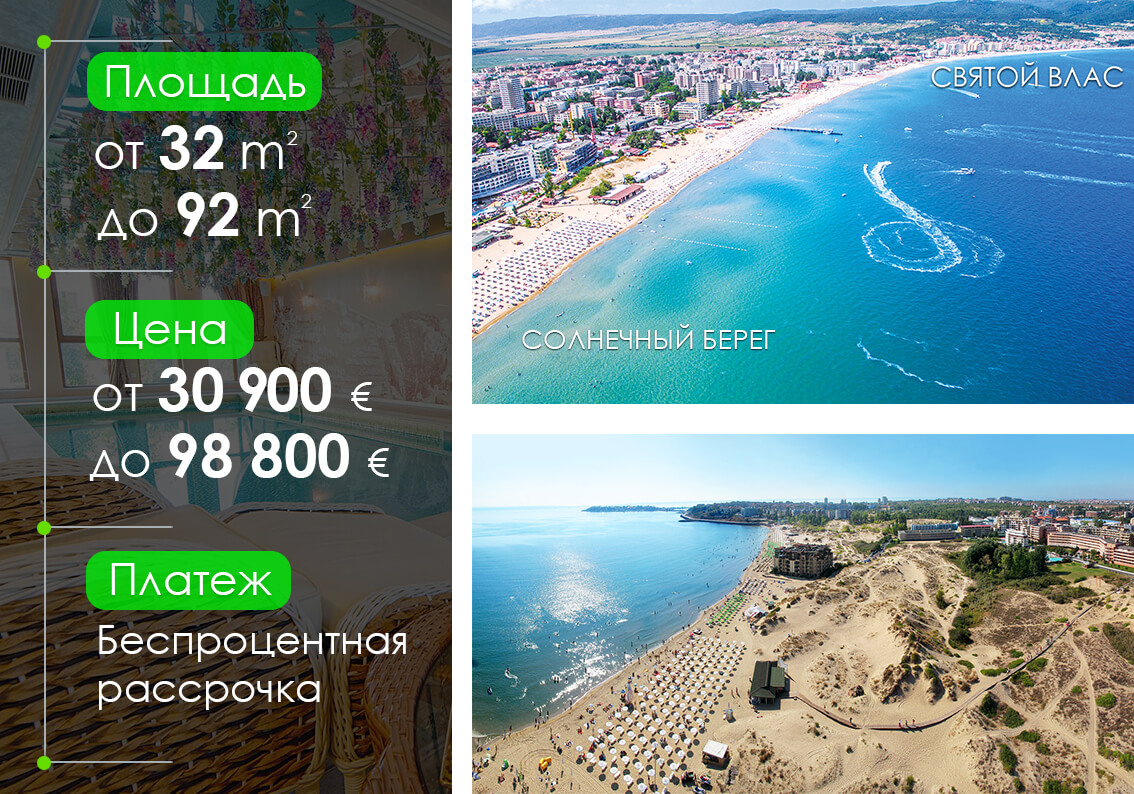 Площадь
от 32 m²
до 92 m²
Цена
от 30 900 €
до 98 800 €
Платеж
Беспроцентная
рассрочка
СВЯТОЙ ВЛАС
СОЛНЕЧНЫЙ БЕРЕГ